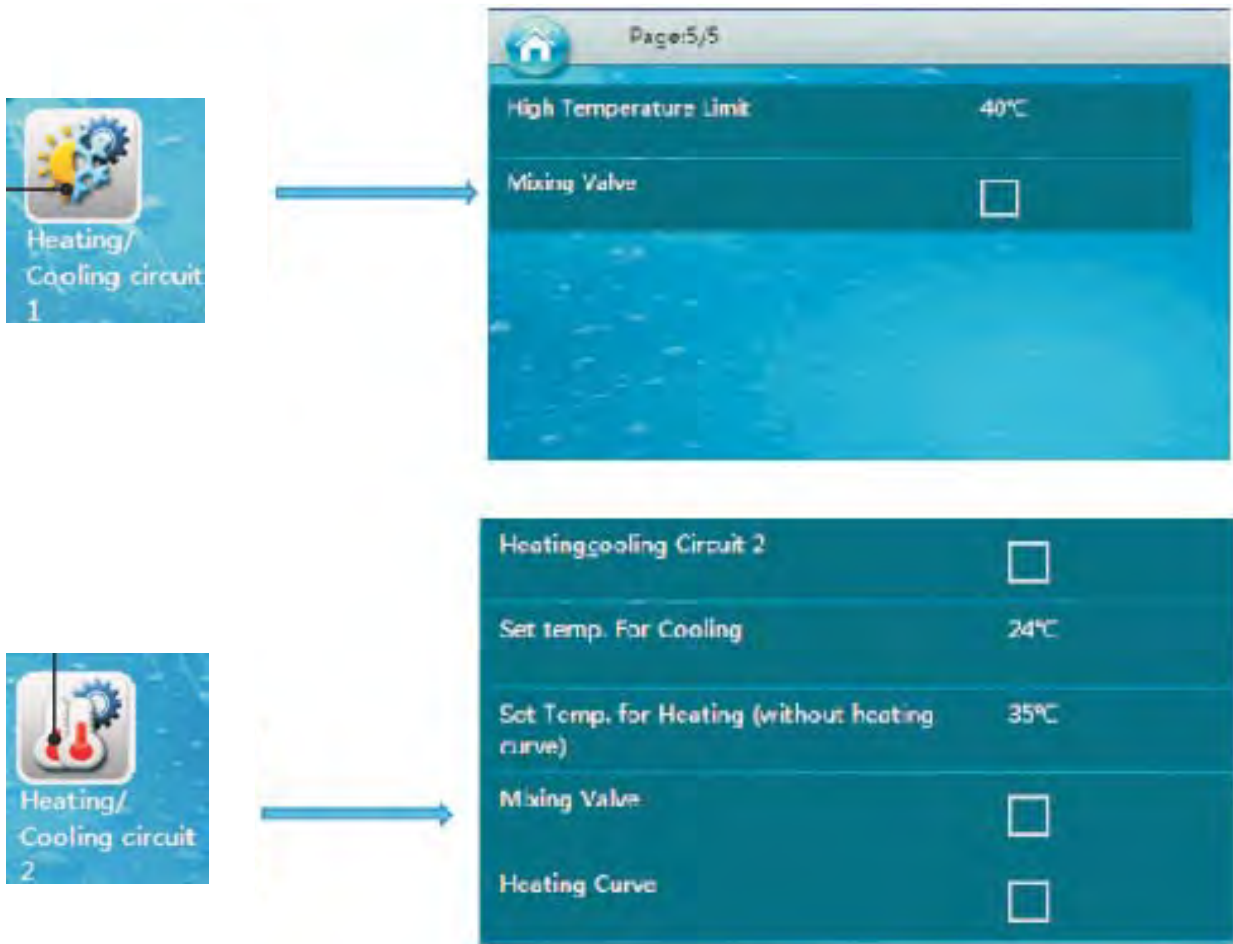 Page:5/5
High Temperature Limit 40℃
Mixing Valve
Heating/
Cooling circuit
1
Heatingcooling Circuit 2
Set temp. For Cooling 24℃
Set Temp. for Heating (without heating 35℃
curve)
Mixing Valve
Heating Curve
Heating/
Cooling circuit
2